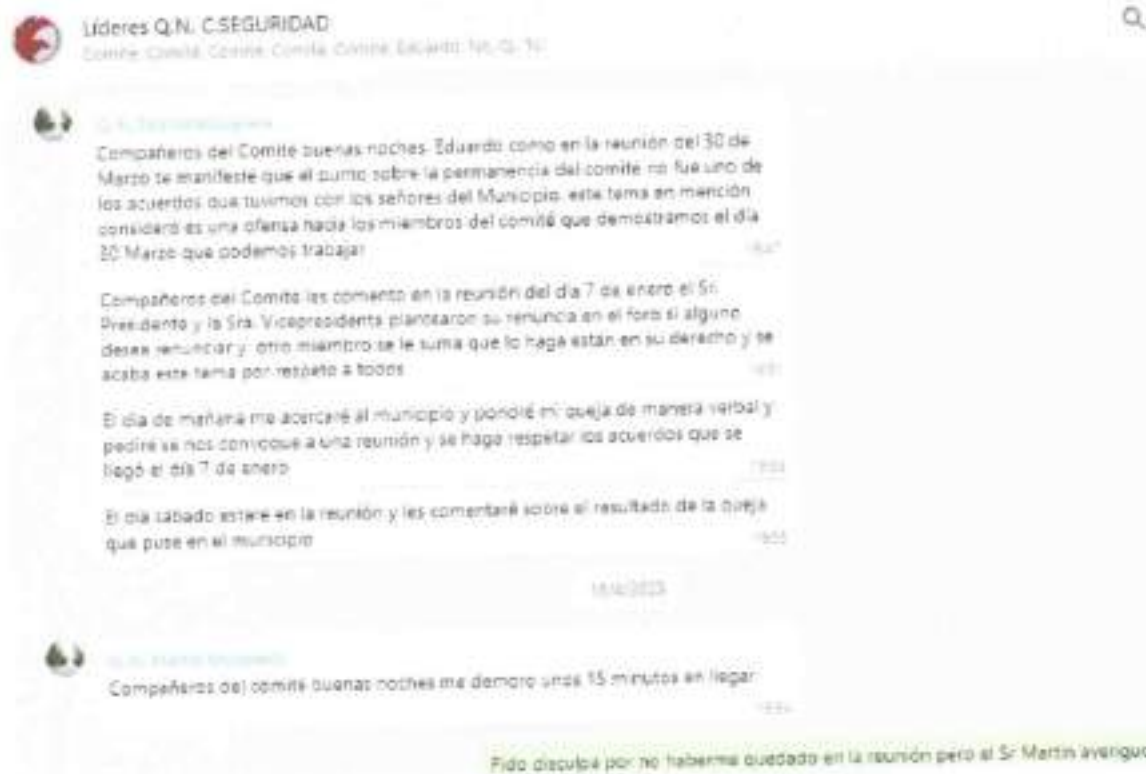 Líderes Q.N. C.SEGURIDAD
Comite, Comité, Comite, Comite, Comite, Eduardo,
Compañeros del Comite buenas noches. Eduardo como en la reunión del 30 de
Marzo te manifesté que el punto sobre la permanencia del comite no fue uno de
los acuerdos que tuvimos con los señores del Municipio, este tema en mención
consideró es una ofensa hacia los miembros del comité que demostramos el día
Marzo que podemos trabajar
Compañeros del Comite les comento en la reunión del día 7 de enero el Sr.
Presidente y la Sra. Vicepresidenta plantearon su renuncia en el foro si alguno
desea renunciar y otro miembro se le suma que lo haga están en su derecho y se
acaba este tema por respeto a todos
El día de mañana me acercaré al municipio y pondré mi queja de manera verbal y
pediré se nos convoque a una reunión y se haga respetar los acuerdos que se
llegó el día 7 de enero
El día sábado estaré en la reunión y les comentaré sobre el resultado de la queja
que puse en el municipio
Compañeros del comite buenas noches me demoro unos 15 minutos en llegar
Pido disculpa por no haberme quedado en la reunión pero el Sr Martin averiguo